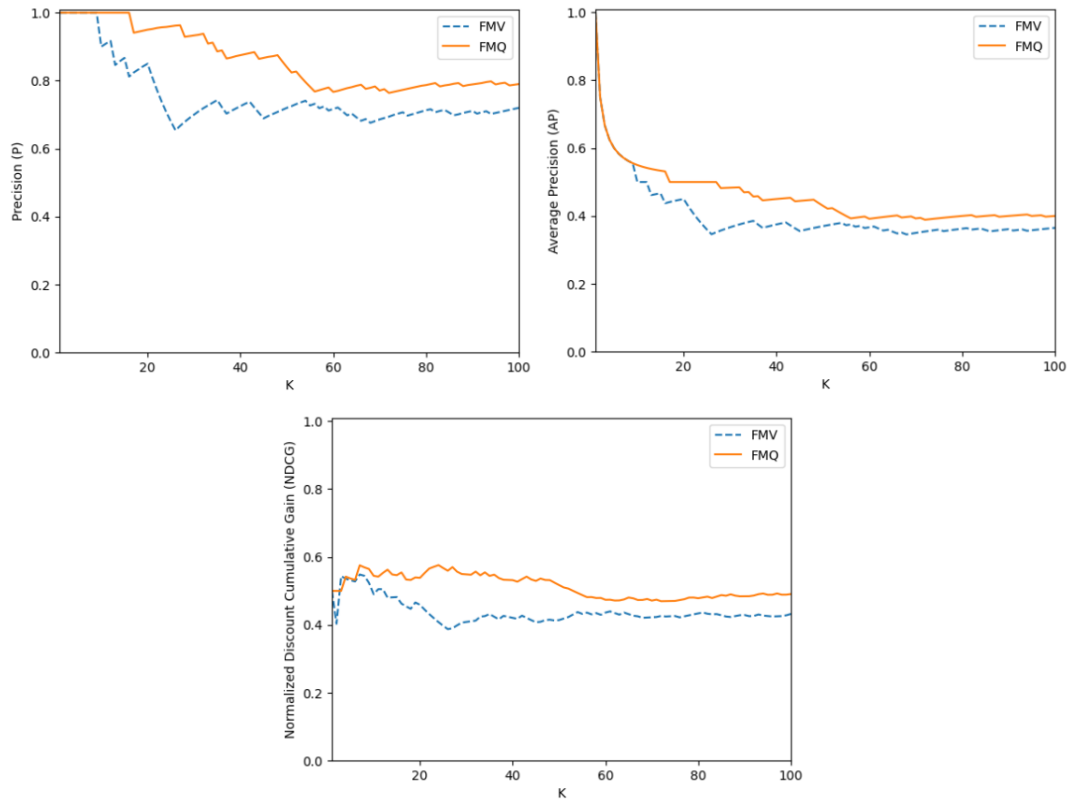 1.0
0.8
0.6
0.4
0.2
0.0
Precision (P)
20 40 60 80 100
K
FMV
FMQ
1.0
0.8
0.6
0.4
0.2
0.0
Average Precision (AP)
20 40 60 80 100
K
FMV
FMQ
1.0
0.8
0.6
0.4
0.2
0.0
Normalized Discount Cumulative Gain (NDCG)
20 40 60 80 100
K
FMV
FMQ